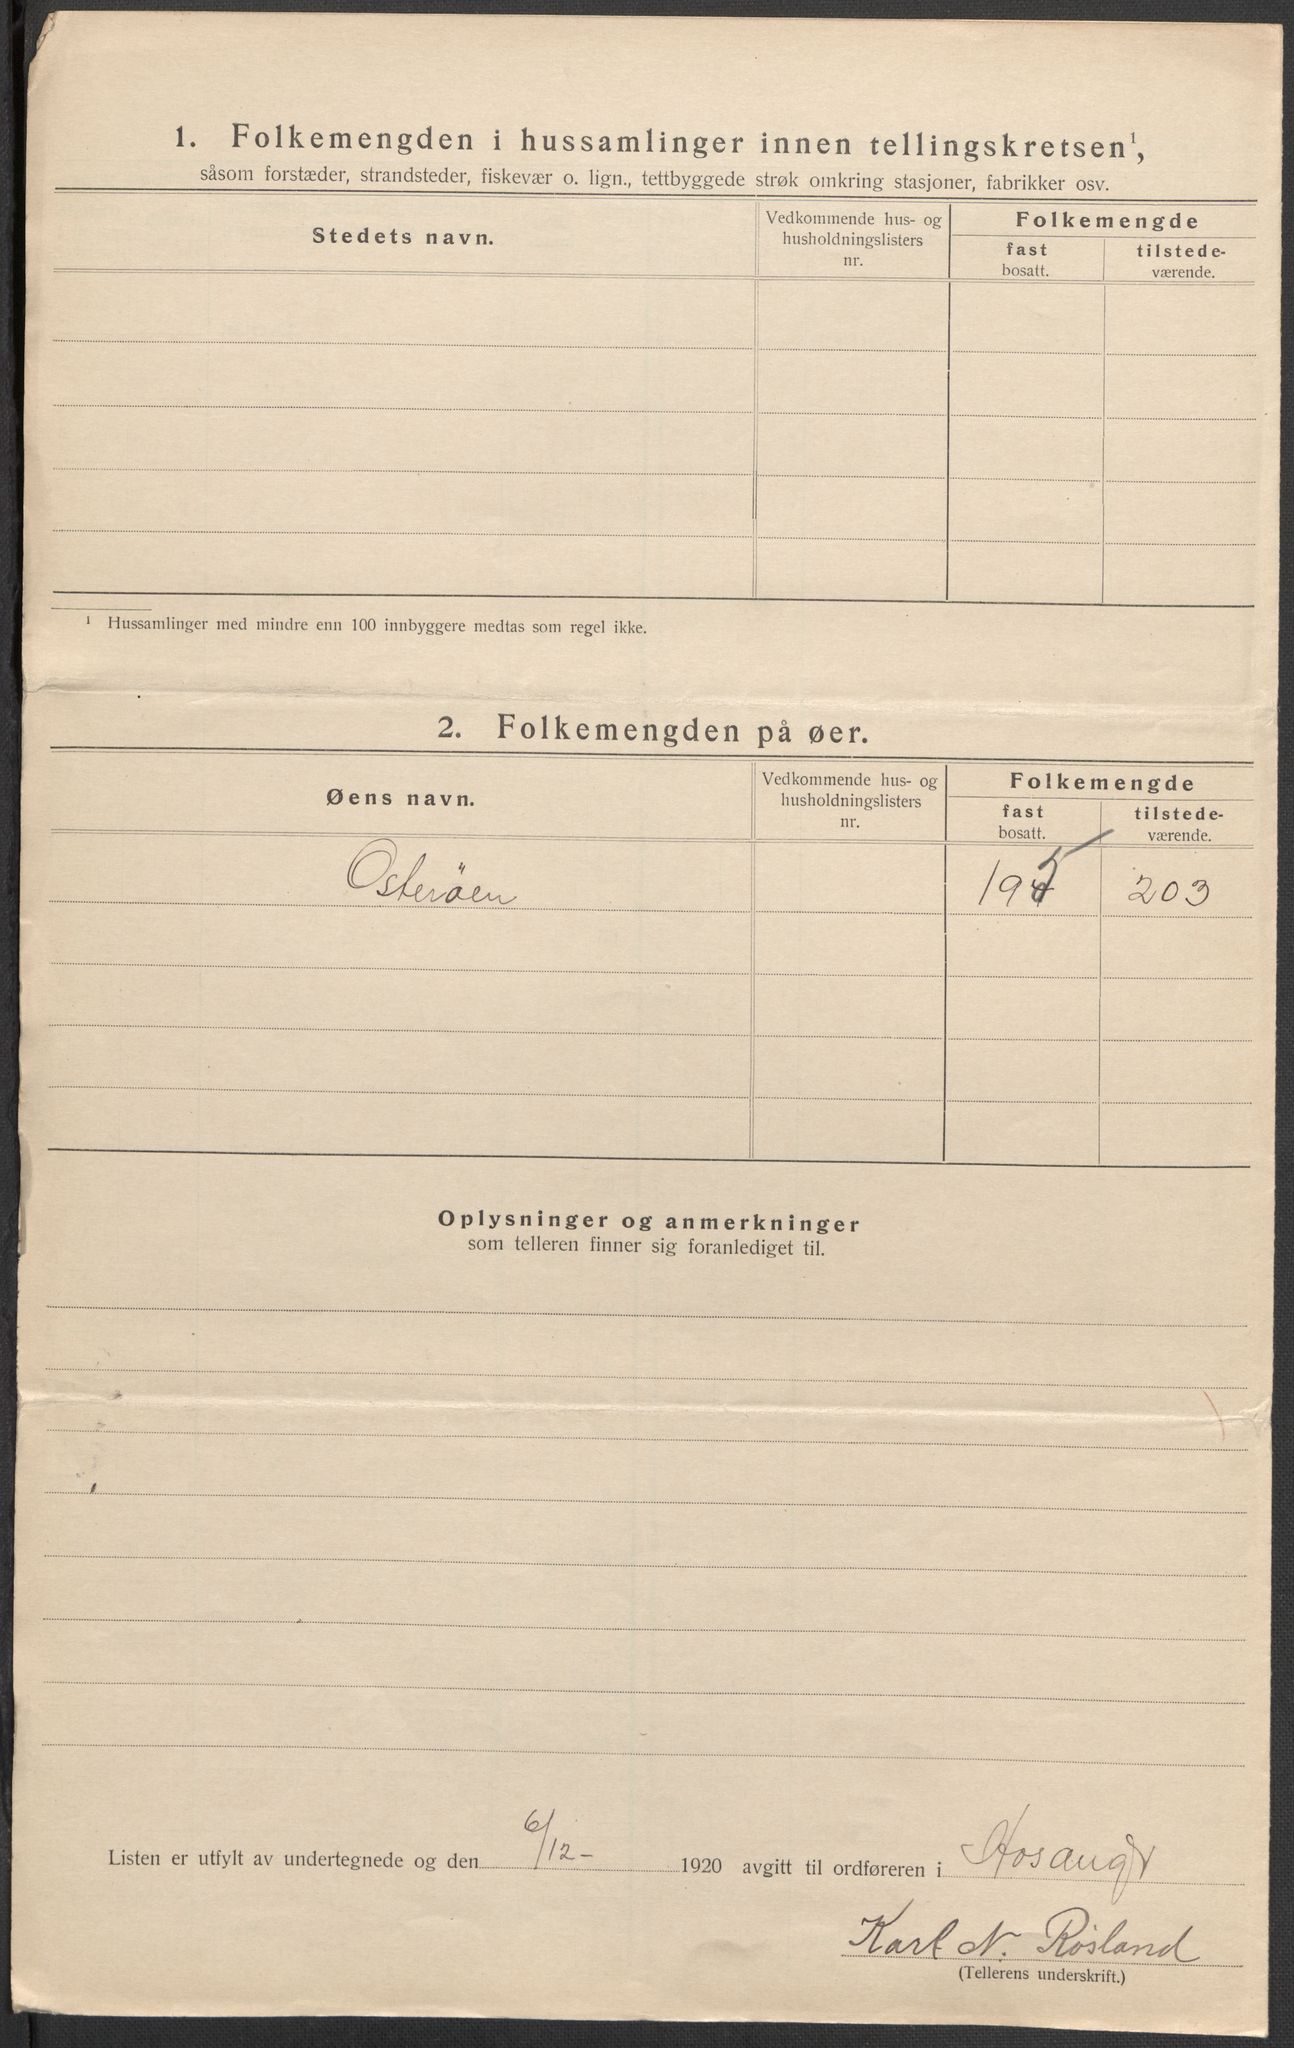 1. Folkemengden i hussamlinger innen tellingskretsen¹,
såsom forstæder, strandsteder, fiskevær o. lign., tettbyggede strøk omkring stasjoner, fabrikker osv.
Stedets navn.
Vedkommende hus- og
husholdningslisters
nr.
Folkemengde
fast
bosatt.
tilstede-
værende.
¹ Hussamlinger med mindre enn 100 innbyggere medtas som regel ikke.
2. Folkemengden på øer.
Øens navn.
Vedkommende hus- og
husholdningslisters
nr.
Folkemengde
fast
bosatt.
tilstede-
værende.
Osteröen 195 203
Oplysninger og anmerkninger
som telleren finner sig foranlediget til.
Listen er utfylt av undertegnede og den 6/12- 1920 avgitt til ordføreren i Hosangr
Karl N. Røsland
(Tellerens underskrift.)